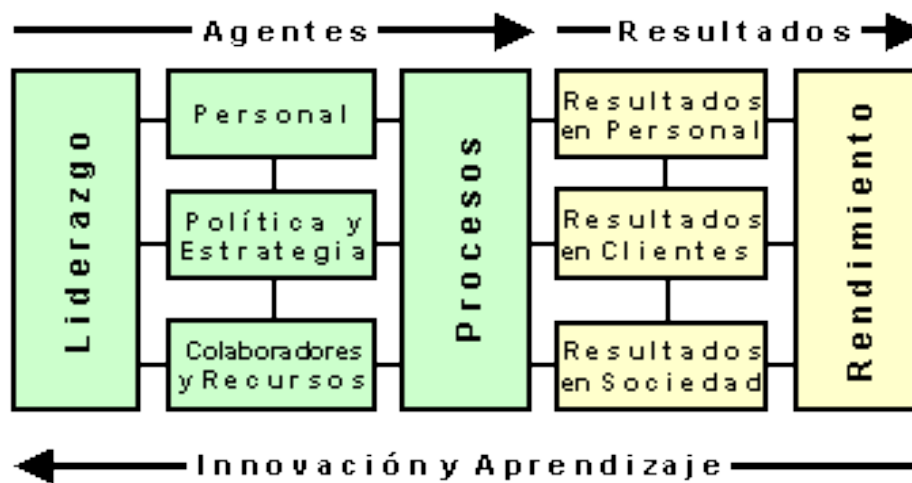 Agentes
Resultados
Liderazgo
Personal
Política y
Estrategia
Colaboradores
y Recursos
Procesos
Resultados
en Personal
Resultados
en Clientes
Resultados
en Sociedad
Rendimiento
Innovación y Aprendizaje